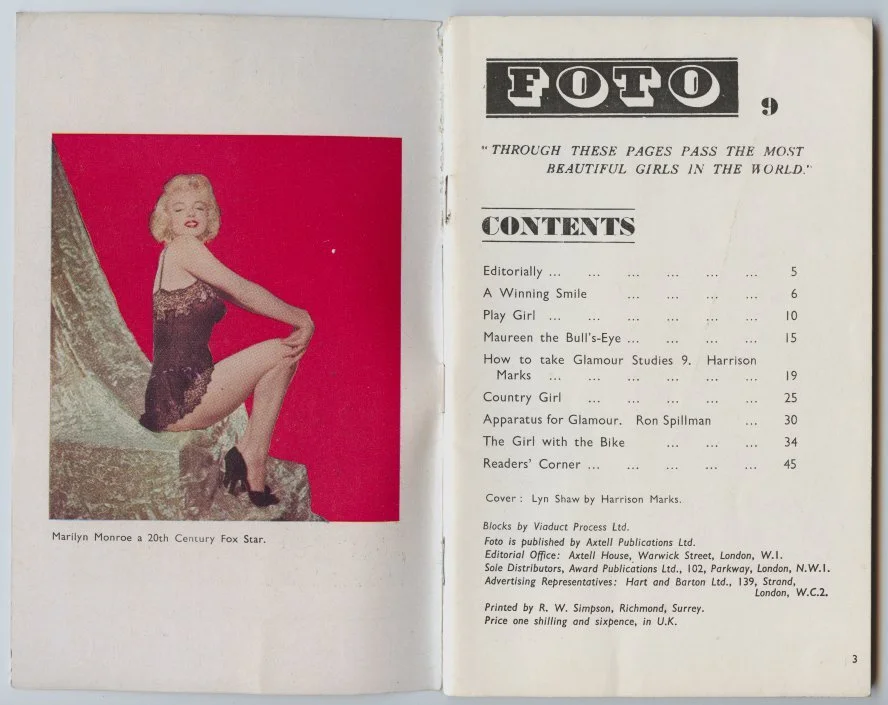 Marilyn Monroe a 20th Century Fox Star.
FOTO 9
"THROUGH THESE PAGES PASS THE MOST
BEAUTIFUL GIRLS IN THE WORLD."
CONTENTS
Editorially ... ... ... ... ... 5
A Winning Smile ... ... ... ... 6
Play Girl ... ... ... ... ... 10
Maureen the Bull's-Eye ... ... ... ... 15
How to take Glamour Studies 9. Harrison
Marks ... ... ... ... ... 19
Country Girl ... ... ... ... 25
Apparatus for Glamour. Ron Spillman ... 30
The Girl with the Bike ... ... ... 34
Readers' Corner ... ... ... ... ... 45
Cover : Lyn Shaw by Harrison Marks.
Blocks by Viaduct Process Ltd.
Foto is published by Axtell Publications Ltd.
Editorial Office: Axtell House, Warwick Street, London, W.1.
Sole Distributors, Award Publications Ltd., 102, Parkway, London, N.W.1.
Advertising Representatives: Hart and Barton Ltd., 139, Strand,
London, W.C.2.
Printed by R. W. Simpson, Richmond, Surrey.
Price one shilling and sixpence, in U.K.
3